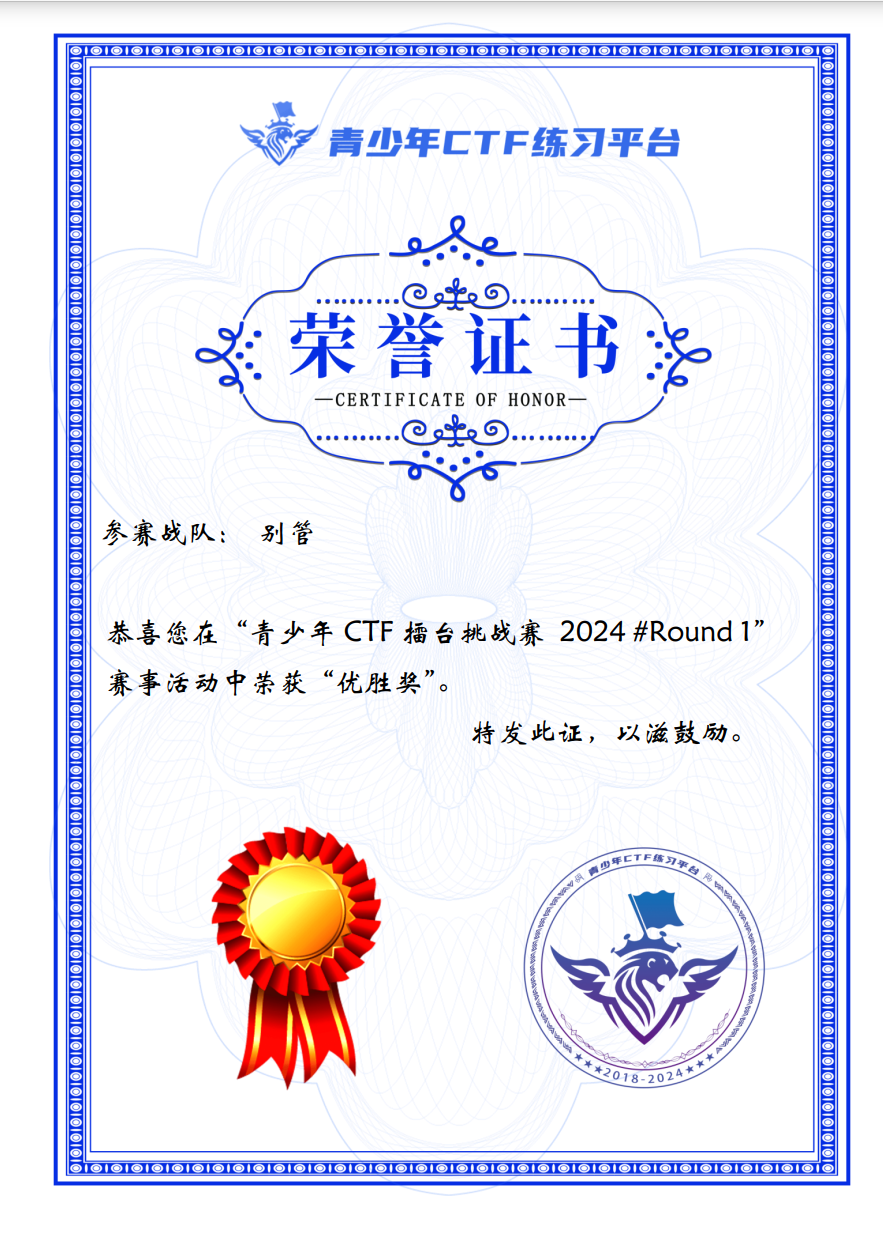 青少年CTF练习平台
荣誉证书
—CERTIFICATE OF HONOR—
参赛战队： 别管
恭喜您在“青少年 CTF 擂台挑战赛 2024 #Round 1”
赛事活动中荣获“优胜奖”。
特发此证，以滋鼓励。
青少年CTF练习平台
★★★2018-2024★★★